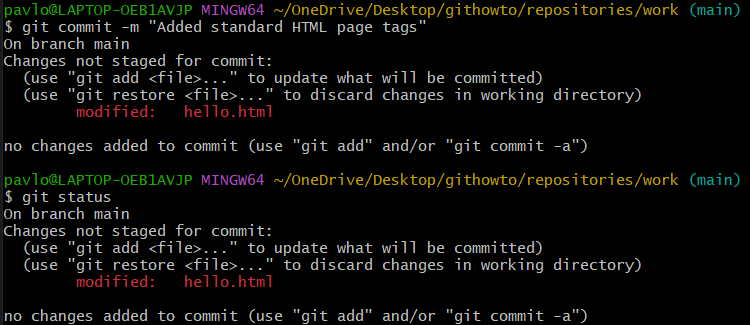 pavlo@LAPTOP-OEB1AVJP MINGW64 ~/OneDrive/Desktop/githowto/repositories/work (main)
$ git commit -m "Added standard HTML page tags"
On branch main
Changes not staged for commit:
  (use "git add <file>..." to update what will be committed)
  (use "git restore <file>..." to discard changes in working directory)
        modified:   hello.html

no changes added to commit (use "git add" and/or "git commit -a")

pavlo@LAPTOP-OEB1AVJP MINGW64 ~/OneDrive/Desktop/githowto/repositories/work (main)
$ git status
On branch main
Changes not staged for commit:
  (use "git add <file>..." to update what will be committed)
  (use "git restore <file>..." to discard changes in working directory)
        modified:   hello.html

no changes added to commit (use "git add" and/or "git commit -a")